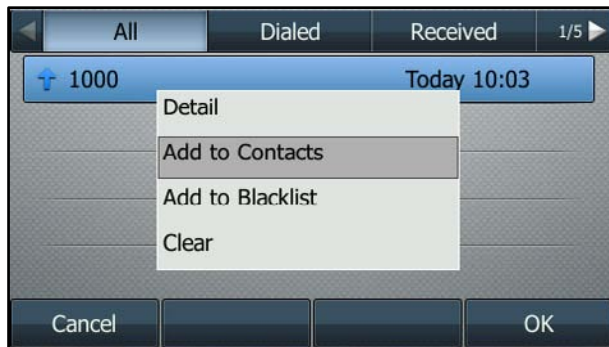 All Dialed Received 1/5
1000 Today 10:03
Detail
Add to Contacts
Add to Blacklist
Clear
Cancel OK